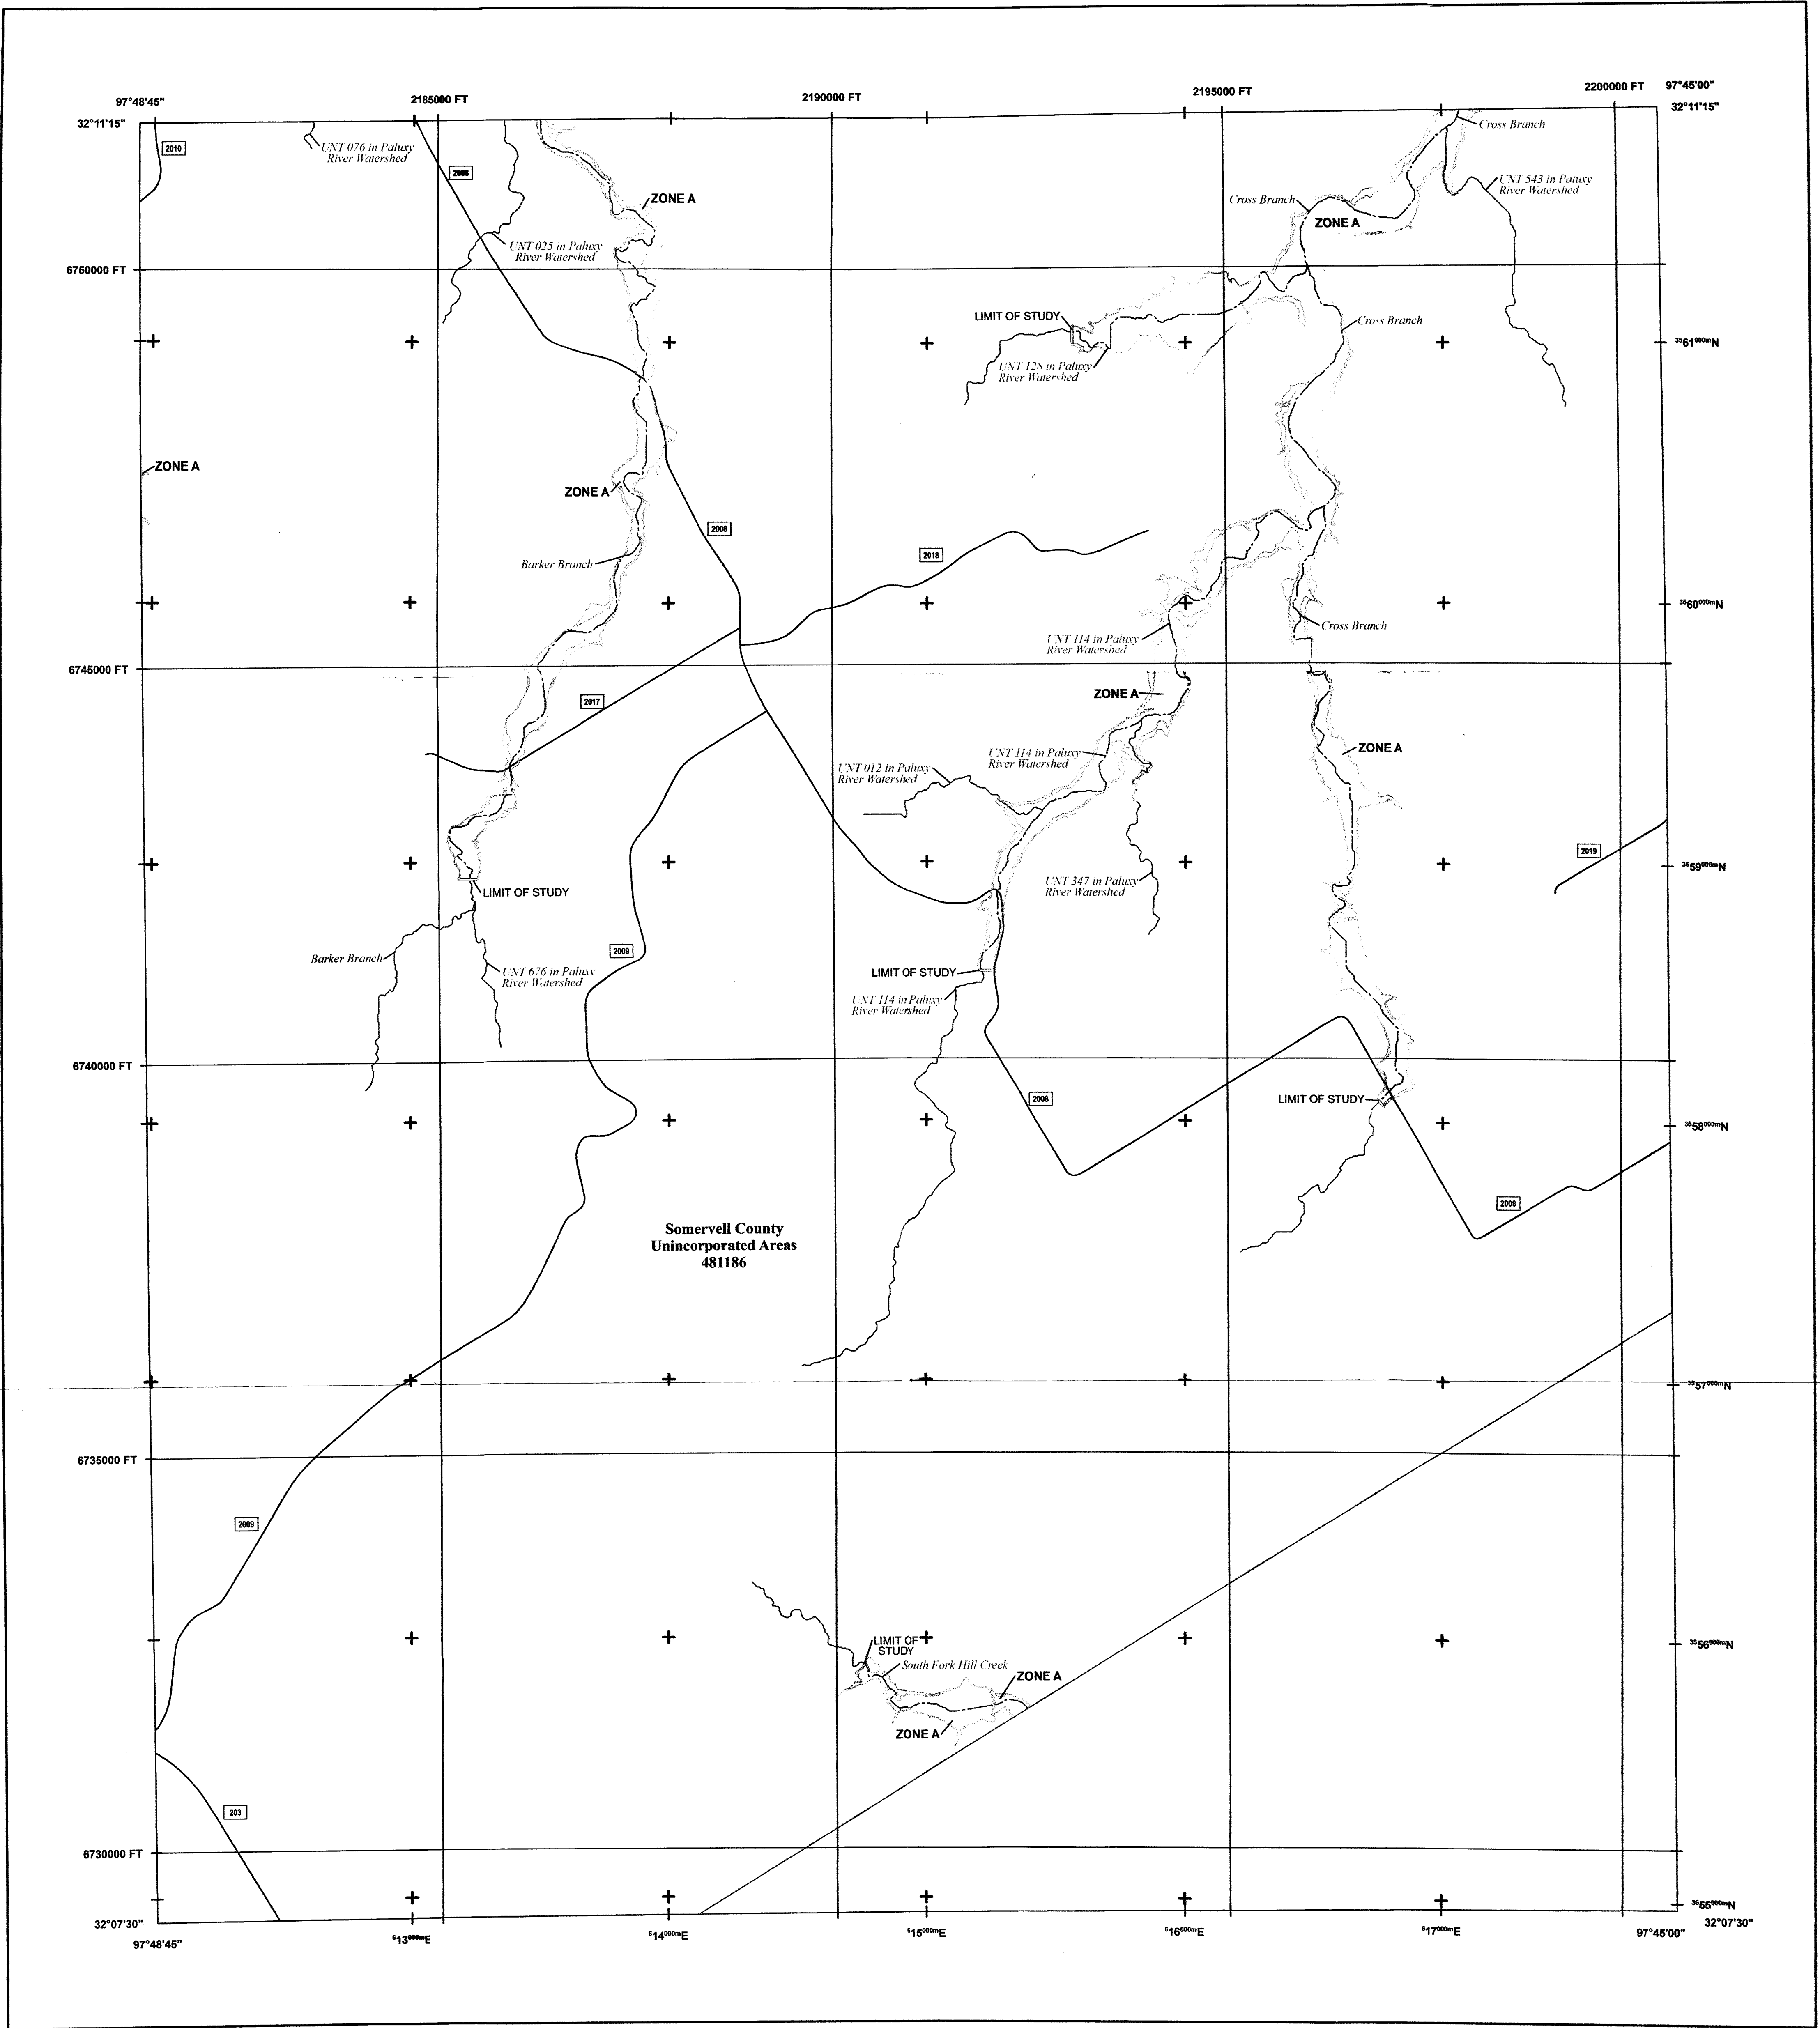 97°48'45"
2185000 FT
2190000 FT
2195000 FT
2200000 FT
97°45'00"
32°11'15"
32°11'15"
Cross Branch
2010
UNT 076 in Paluxy
River Watershed
2008
UNT 543 in Paluxy
River Watershed
ZONE A
Cross Branch
ZONE A
UNT 025 in Paluxy
River Watershed
6750000 FT
LIMIT OF STUDY
Cross Branch
3561000mN
UNT 128 in Paluxy
River Watershed
ZONE A
ZONE A
2008
2018
Barker Branch
3560000mN
Cross Branch
UNT 114 in Paluxy
River Watershed
6745000 FT
ZONE A
2017
ZONE A
UNT 114 in Paluxy
River Watershed
UNT 012 in Paluxy
River Watershed
2019
3559000mN
UNT 347 in Paluxy
River Watershed
LIMIT OF STUDY
2009
Barker Branch
UNT 676 in Paluxy
River Watershed
LIMIT OF STUDY
UNT 114 in Paluxy
River Watershed
6740000 FT
2008
LIMIT OF STUDY
3558000mN
2008
Somervell County
Unincorporated Areas
481186
3557000mN
6735000 FT
2009
LIMIT OF
STUDY
3556000mN
South Fork Hill Creek
ZONE A
ZONE A
203
6730000 FT
3555000mN
32°07'30"
32°07'30"
97°48'45"
613000mE
614000mE
615000mE
616000mE
617000mE
97°45'00"